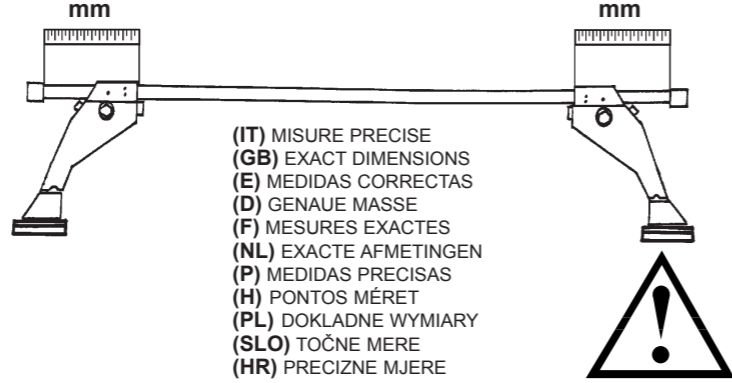 mm mm
(IT) MISURE PRECISE
(GB) EXACT DIMENSIONS
(E) MEDIDAS CORRECTAS
(D) GENAUE MASSE
(F) MESURES EXACTES
(NL) EXACTE AFMETINGEN
(P) MEDIDAS PRECISAS
(H) PONTOS MÉRET
(PL) DOKLADNE WYMIARY
(SLO) TOČNE MERE
(HR) PRECIZNE MJERE